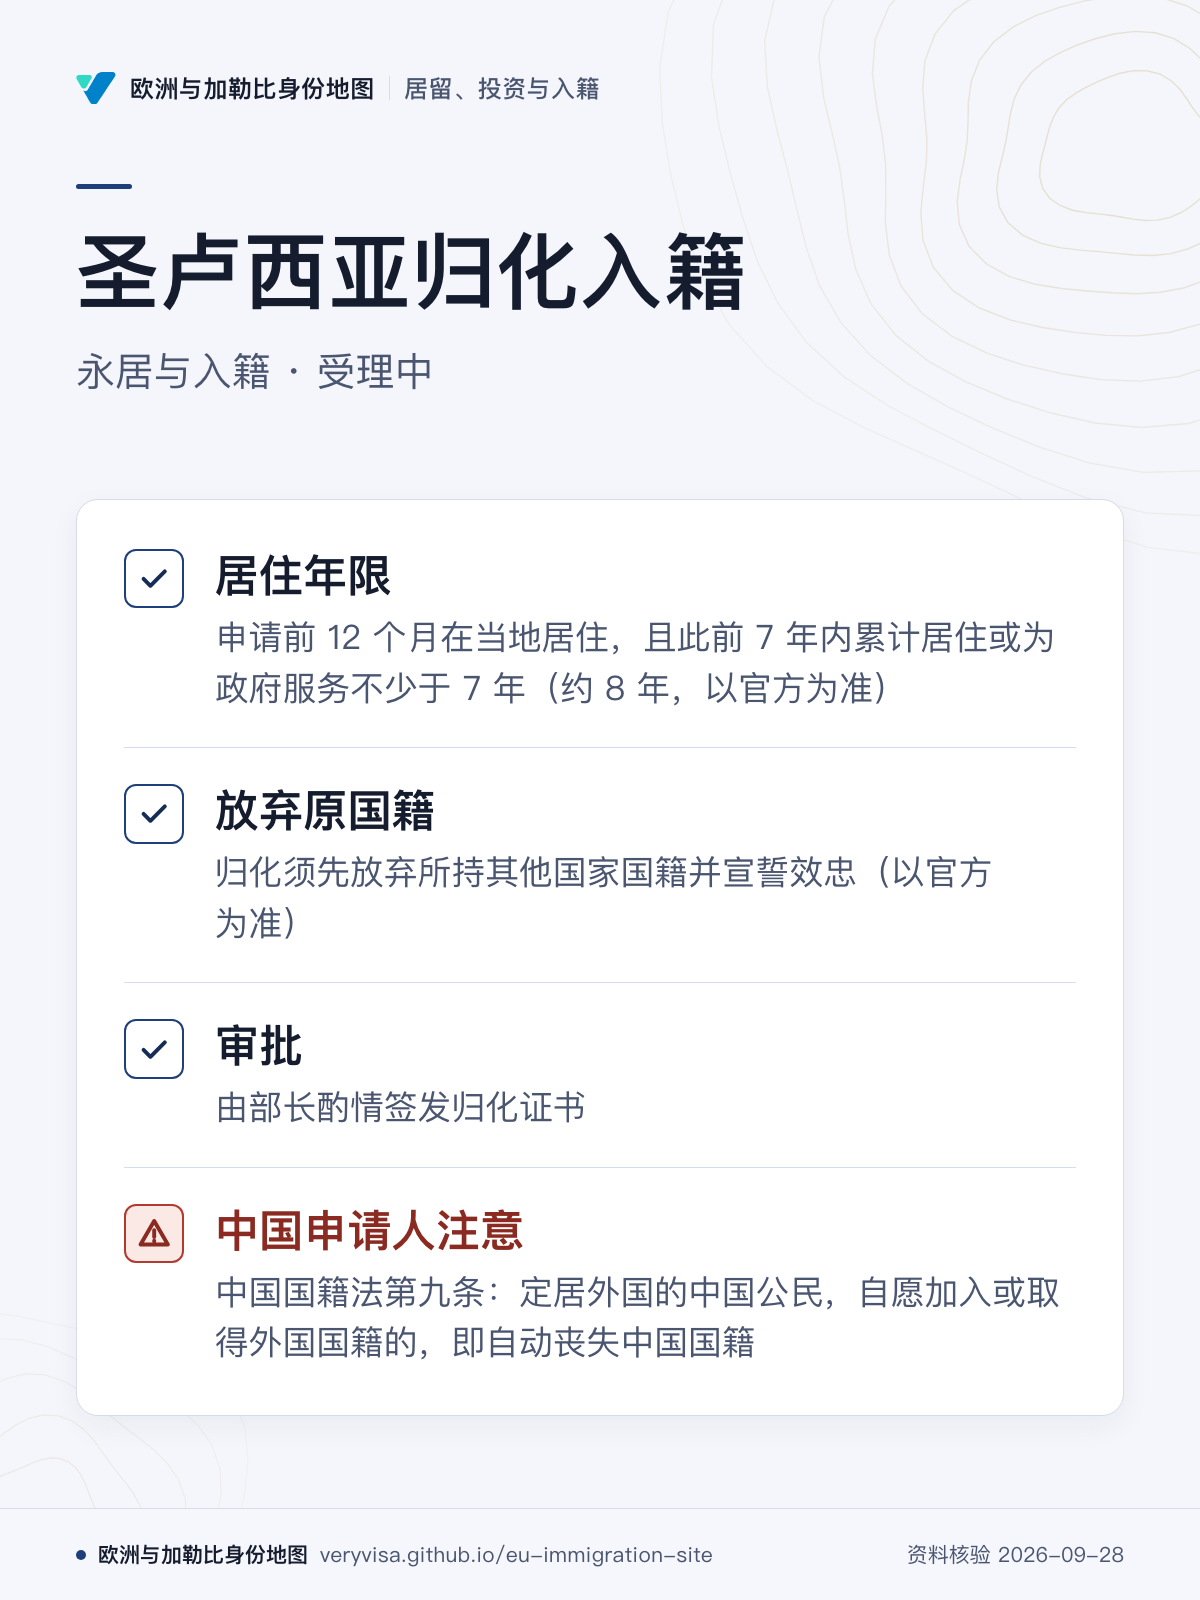 欧洲与加勒比身份地图 居留、投资与入籍
圣卢西亚归化入籍
永居与入籍 · 受理中
居住年限
申请前 12 个月在当地居住，且此前 7 年内累计居住或为
政府服务不少于 7 年（约 8 年，以官方为准）
放弃原国籍
归化须先放弃所持其他国家国籍并宣誓效忠（以官方
为准）
审批
由部长酌情签发归化证书
中国申请人注意
中国国籍法第九条：定居外国的中国公民，自愿加入或取
得外国国籍的，即自动丧失中国国籍
欧洲与加勒比身份地图 veryvisa.github.io/eu-immigration-site 资料核验 2026-09-28